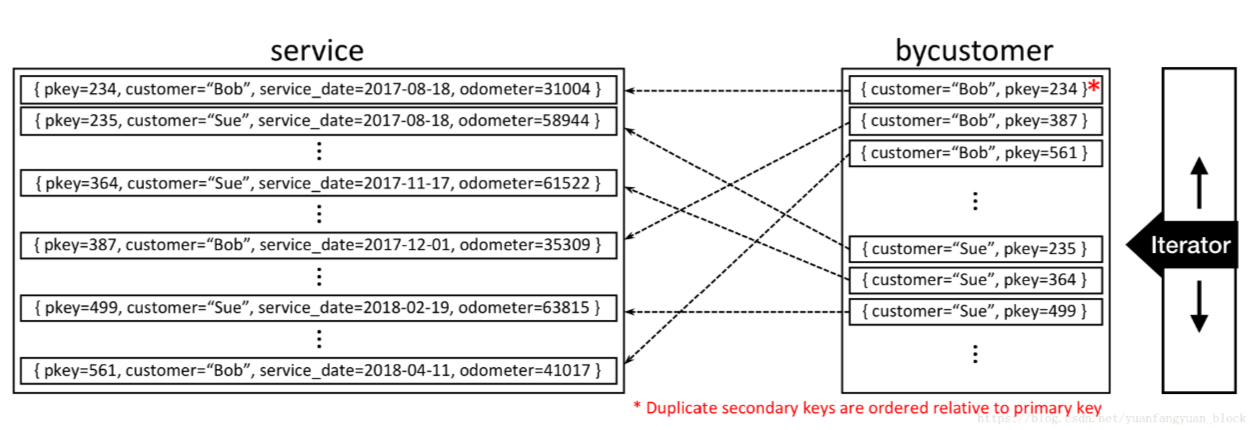 service
{ pkey=234, customer=“Bob”, service_date=2017-08-18, odometer=31004 }
{ pkey=235, customer=“Sue”, service_date=2017-08-18, odometer=58944 }
{ pkey=364, customer=“Sue”, service_date=2017-11-17, odometer=61522 }
{ pkey=387, customer=“Bob”, service_date=2017-12-01, odometer=35309 }
{ pkey=499, customer=“Sue”, service_date=2018-02-19, odometer=63815 }
{ pkey=561, customer=“Bob”, service_date=2018-04-11, odometer=41017 }
bycustomer
{ customer=“Bob”, pkey=234 }*
{ customer=“Bob”, pkey=387 }
{ customer=“Bob”, pkey=561 }
{ customer=“Sue”, pkey=235 }
{ customer=“Sue”, pkey=364 }
{ customer=“Sue”, pkey=499 }
Iterator
* Duplicate secondary keys are ordered relative to primary key
https://blog.csdn.net/yuanfangyuan_block